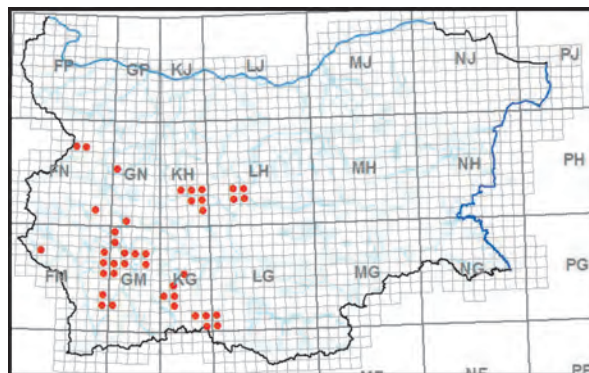 FP GP KJ LJ MJ NJ PJ
FN GN KH LH MH NH PH
FM GM KG LG MG NG PG
NF